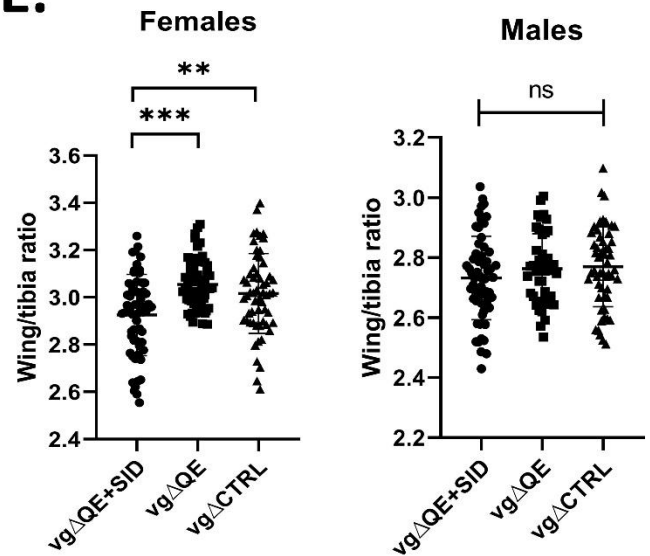 E.
Females
Males
**
***
ns
Wing/tibia ratio
3.6
3.4
3.2
3.0
2.8
2.6
2.4
vg∆QE+SID
vg∆QE
vg∆CTRL
Wing/tibia ratio
3.2
3.0
2.8
2.6
2.4
2.2
vg∆QE+SID
vg∆QE
vg∆CTRL